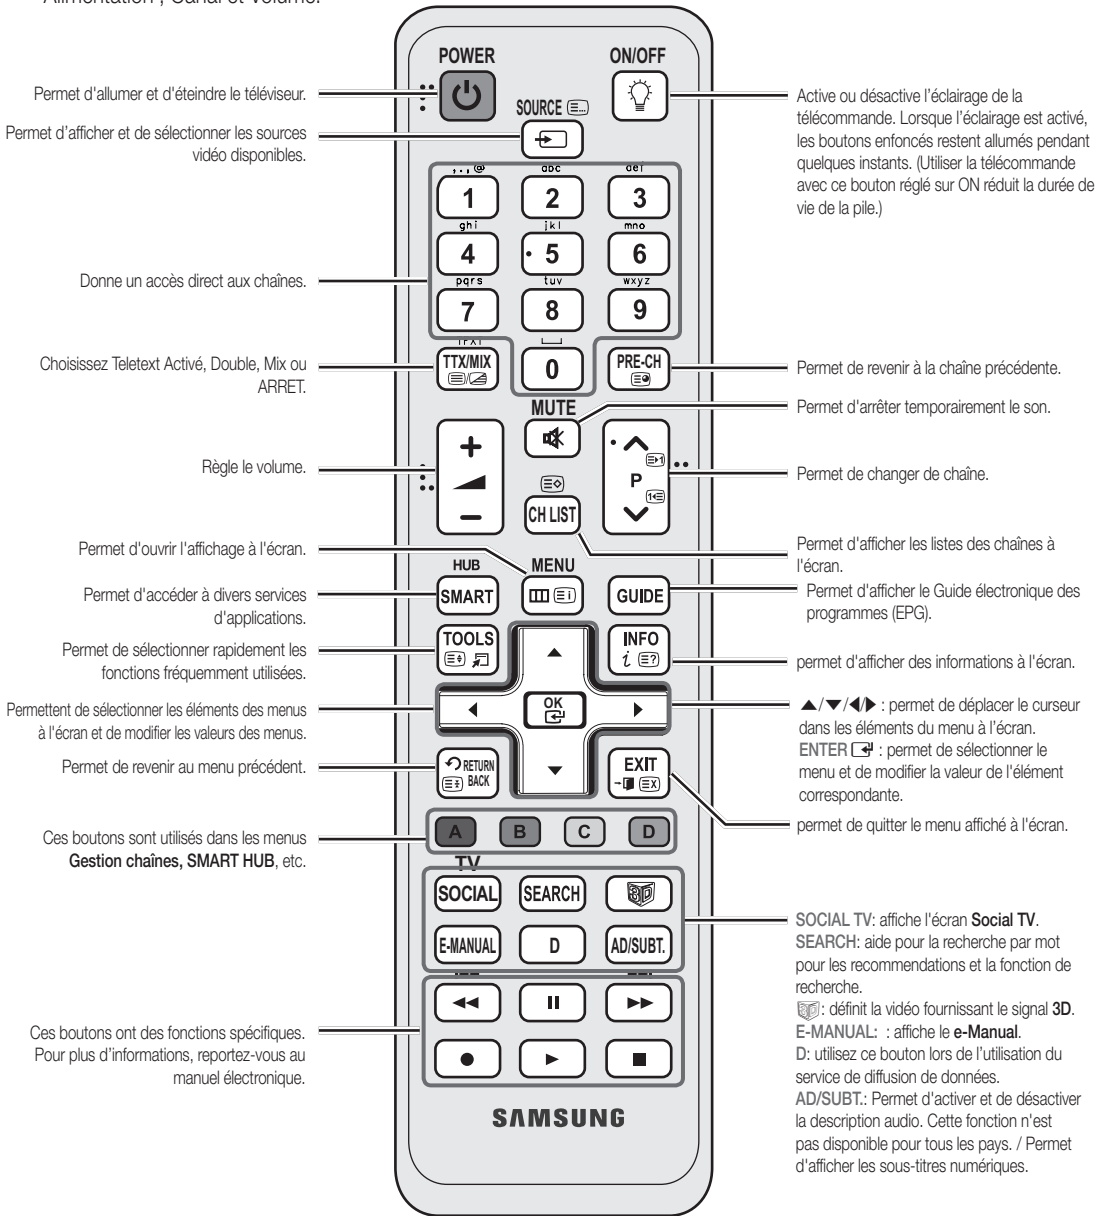 Alimentation , Canal et Volume.
POWER
ON/OFF
Permet d'allumer et d'éteindre le téléviseur.
SOURCE
Permet d'afficher et de sélectionner les sources
vidéo disponibles.
Active ou désactive l'éclairage de la
télécommande. Lorsque l'éclairage est activé,
les boutons enfoncés restent allumés pendant
quelques instants. (Utiliser la télécommande
avec ce bouton réglé sur ON réduit la durée de
vie de la pile.)
abc
def
1
2
3
ghi
jkl
mno
4
5
6
Donne un accès direct aux chaînes.
pqrs
tuv
wxyz
7
8
9
Choisissez Teletext Activé, Double, Mix ou
ARRET.
TTX/MIX
0
PRE-CH
Permet de revenir à la chaîne précédente.
MUTE
Permet d'arrêter temporairement le son.
Règle le volume.
+
−
P
Permet de changer de chaîne.
CH LIST
Permet d'afficher les listes des chaînes à
l'écran.
Permet d'ouvrir l'affichage à l'écran.
HUB
MENU
SMART
GUIDE
Permet d'accéder à divers services
d'applications.
Permet d'afficher le Guide électronique des
programmes (EPG).
TOOLS
INFO
Permet de sélectionner rapidement les
fonctions fréquemment utilisées.
permet d'afficher des informations à l'écran.
OK
Permettent de sélectionner les éléments des menus
à l'écran et de modifier les valeurs des menus.
▲/▼/◀/▶ : permet de déplacer le curseur
dans les éléments du menu à l'écran.
ENTER : permet de sélectionner le
menu et de modifier la valeur de l'élément
correspondante.
Permet de revenir au menu précédent.
RETURN
BACK
EXIT
permet de quitter le menu affiché à l'écran.
Ces boutons sont utilisés dans les menus
Gestion chaînes, SMART HUB, etc.
A B C D
TV
SOCIAL
SEARCH
3D
E-MANUAL
D
AD/SUBT.
SOCIAL TV: affiche l'écran Social TV.
SEARCH: aide pour la recherche par mot
pour les recommendations et la fonction de
recherche.
: définit la vidéo fournissant le signal 3D.
E-MANUAL: : affiche le e-Manual.
D: utilisez ce bouton lors de l'utilisation du
service de diffusion de données.
AD/SUBT.: Permet d'activer et de désactiver
la description audio. Cette fonction n'est
pas disponible pour tous les pays. / Permet
d'afficher les sous-titres numériques.
Ces boutons ont des fonctions spécifiques.
Pour plus d'informations, reportez-vous au
manuel électronique.
SAMSUNG